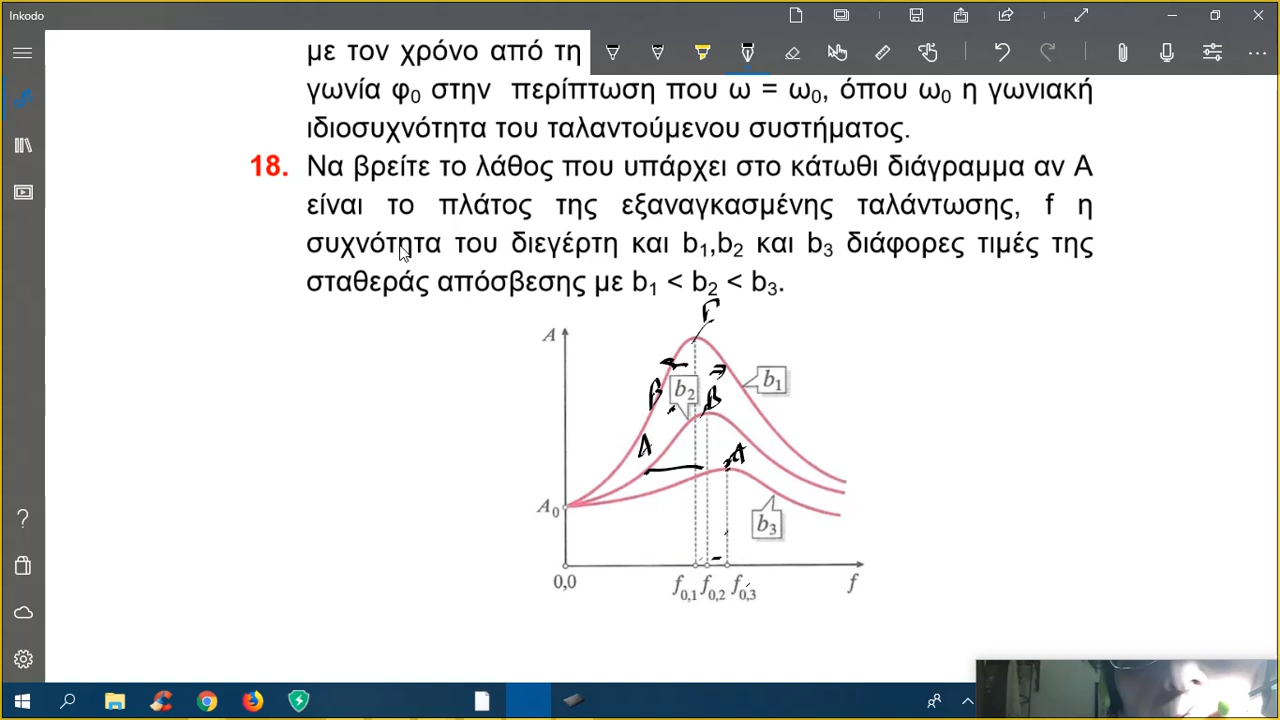 Inkodo
με τον χρόνο από τη
γωνία φ₀ στην περίπτωση που ω = ω₀, όπου ω₀ η γωνιακή
ιδιοσυχνότητα του ταλαντούμενου συστήματος.
18. Να βρείτε το λάθος που υπάρχει στο κάτωθι διάγραμμα αν Α
είναι το πλάτος της εξαναγκασμένης ταλάντωσης, f η
συχνότητα του διεγέρτη και b₁,b₂ και b₃ διάφορες τιμές της
σταθεράς απόσβεσης με b₁ < b₂ < b₃.
Γ
A
b₁
B b₂ B
A A
A₀
b₃
0,0 f₀,₁ f₀,₂ f₀,₃ f